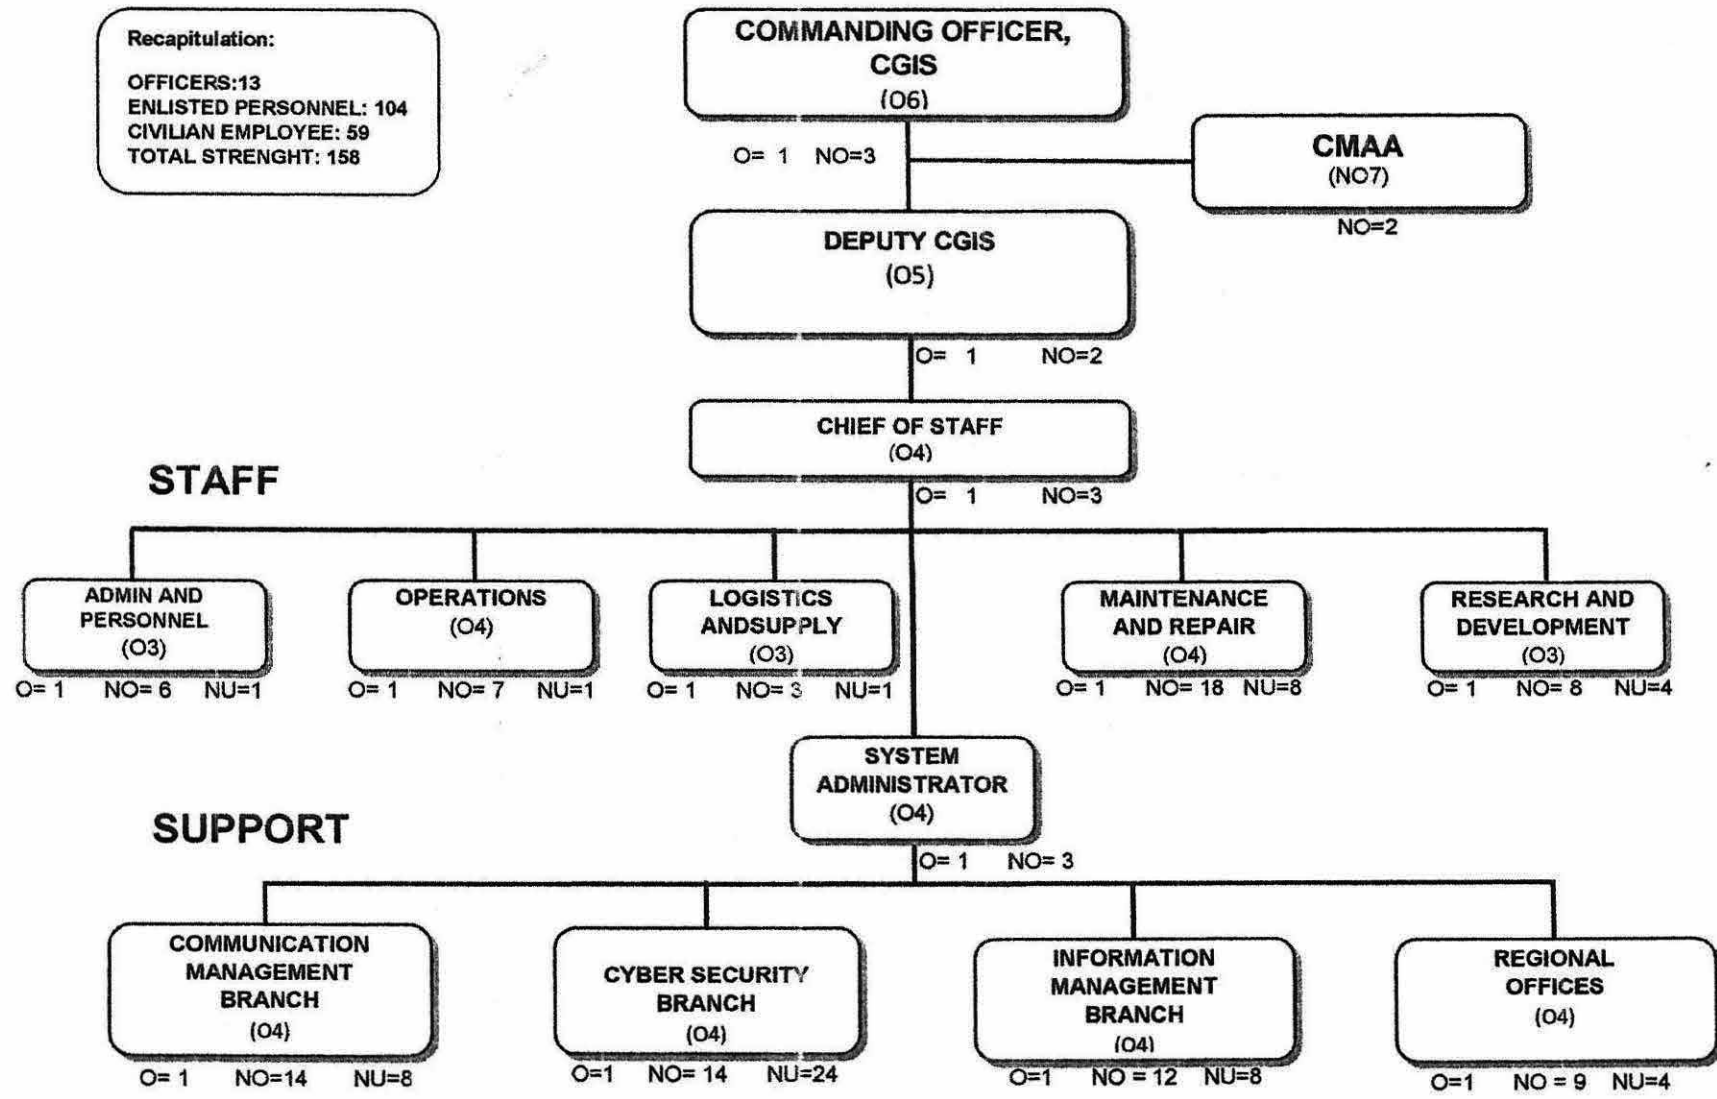 Recapitulation:
OFFICERS:13
ENLISTED PERSONNEL: 104
CIVILIAN EMPLOYEE: 59
TOTAL STRENGHT: 158
COMMANDING OFFICER,
CGIS
(O6)
O= 1 NO=3
CMAA
(NO7)
NO=2
DEPUTY CGIS
(O5)
O= 1 NO=2
CHIEF OF STAFF
(O4)
O= 1 NO=3
STAFF
ADMIN AND
PERSONNEL
(O3)
O= 1 NO= 6 NU=1
OPERATIONS
(O4)
O= 1 NO= 7 NU=1
LOGISTICS
ANDSUPPLY
(O3)
O= 1 NO= 3 NU=1
MAINTENANCE
AND REPAIR
(O4)
O= 1 NO= 18 NU=8
RESEARCH AND
DEVELOPMENT
(O3)
O= 1 NO= 8 NU=4
SYSTEM
ADMINISTRATOR
(O4)
O= 1 NO= 3
SUPPORT
COMMUNICATION
MANAGEMENT
BRANCH
(O4)
O= 1 NO=14 NU=8
CYBER SECURITY
BRANCH
(O4)
O=1 NO= 14 NU=24
INFORMATION
MANAGEMENT
BRANCH
(O4)
O=1 NO = 12 NU=8
REGIONAL
OFFICES
(O4)
O=1 NO = 9 NU=4